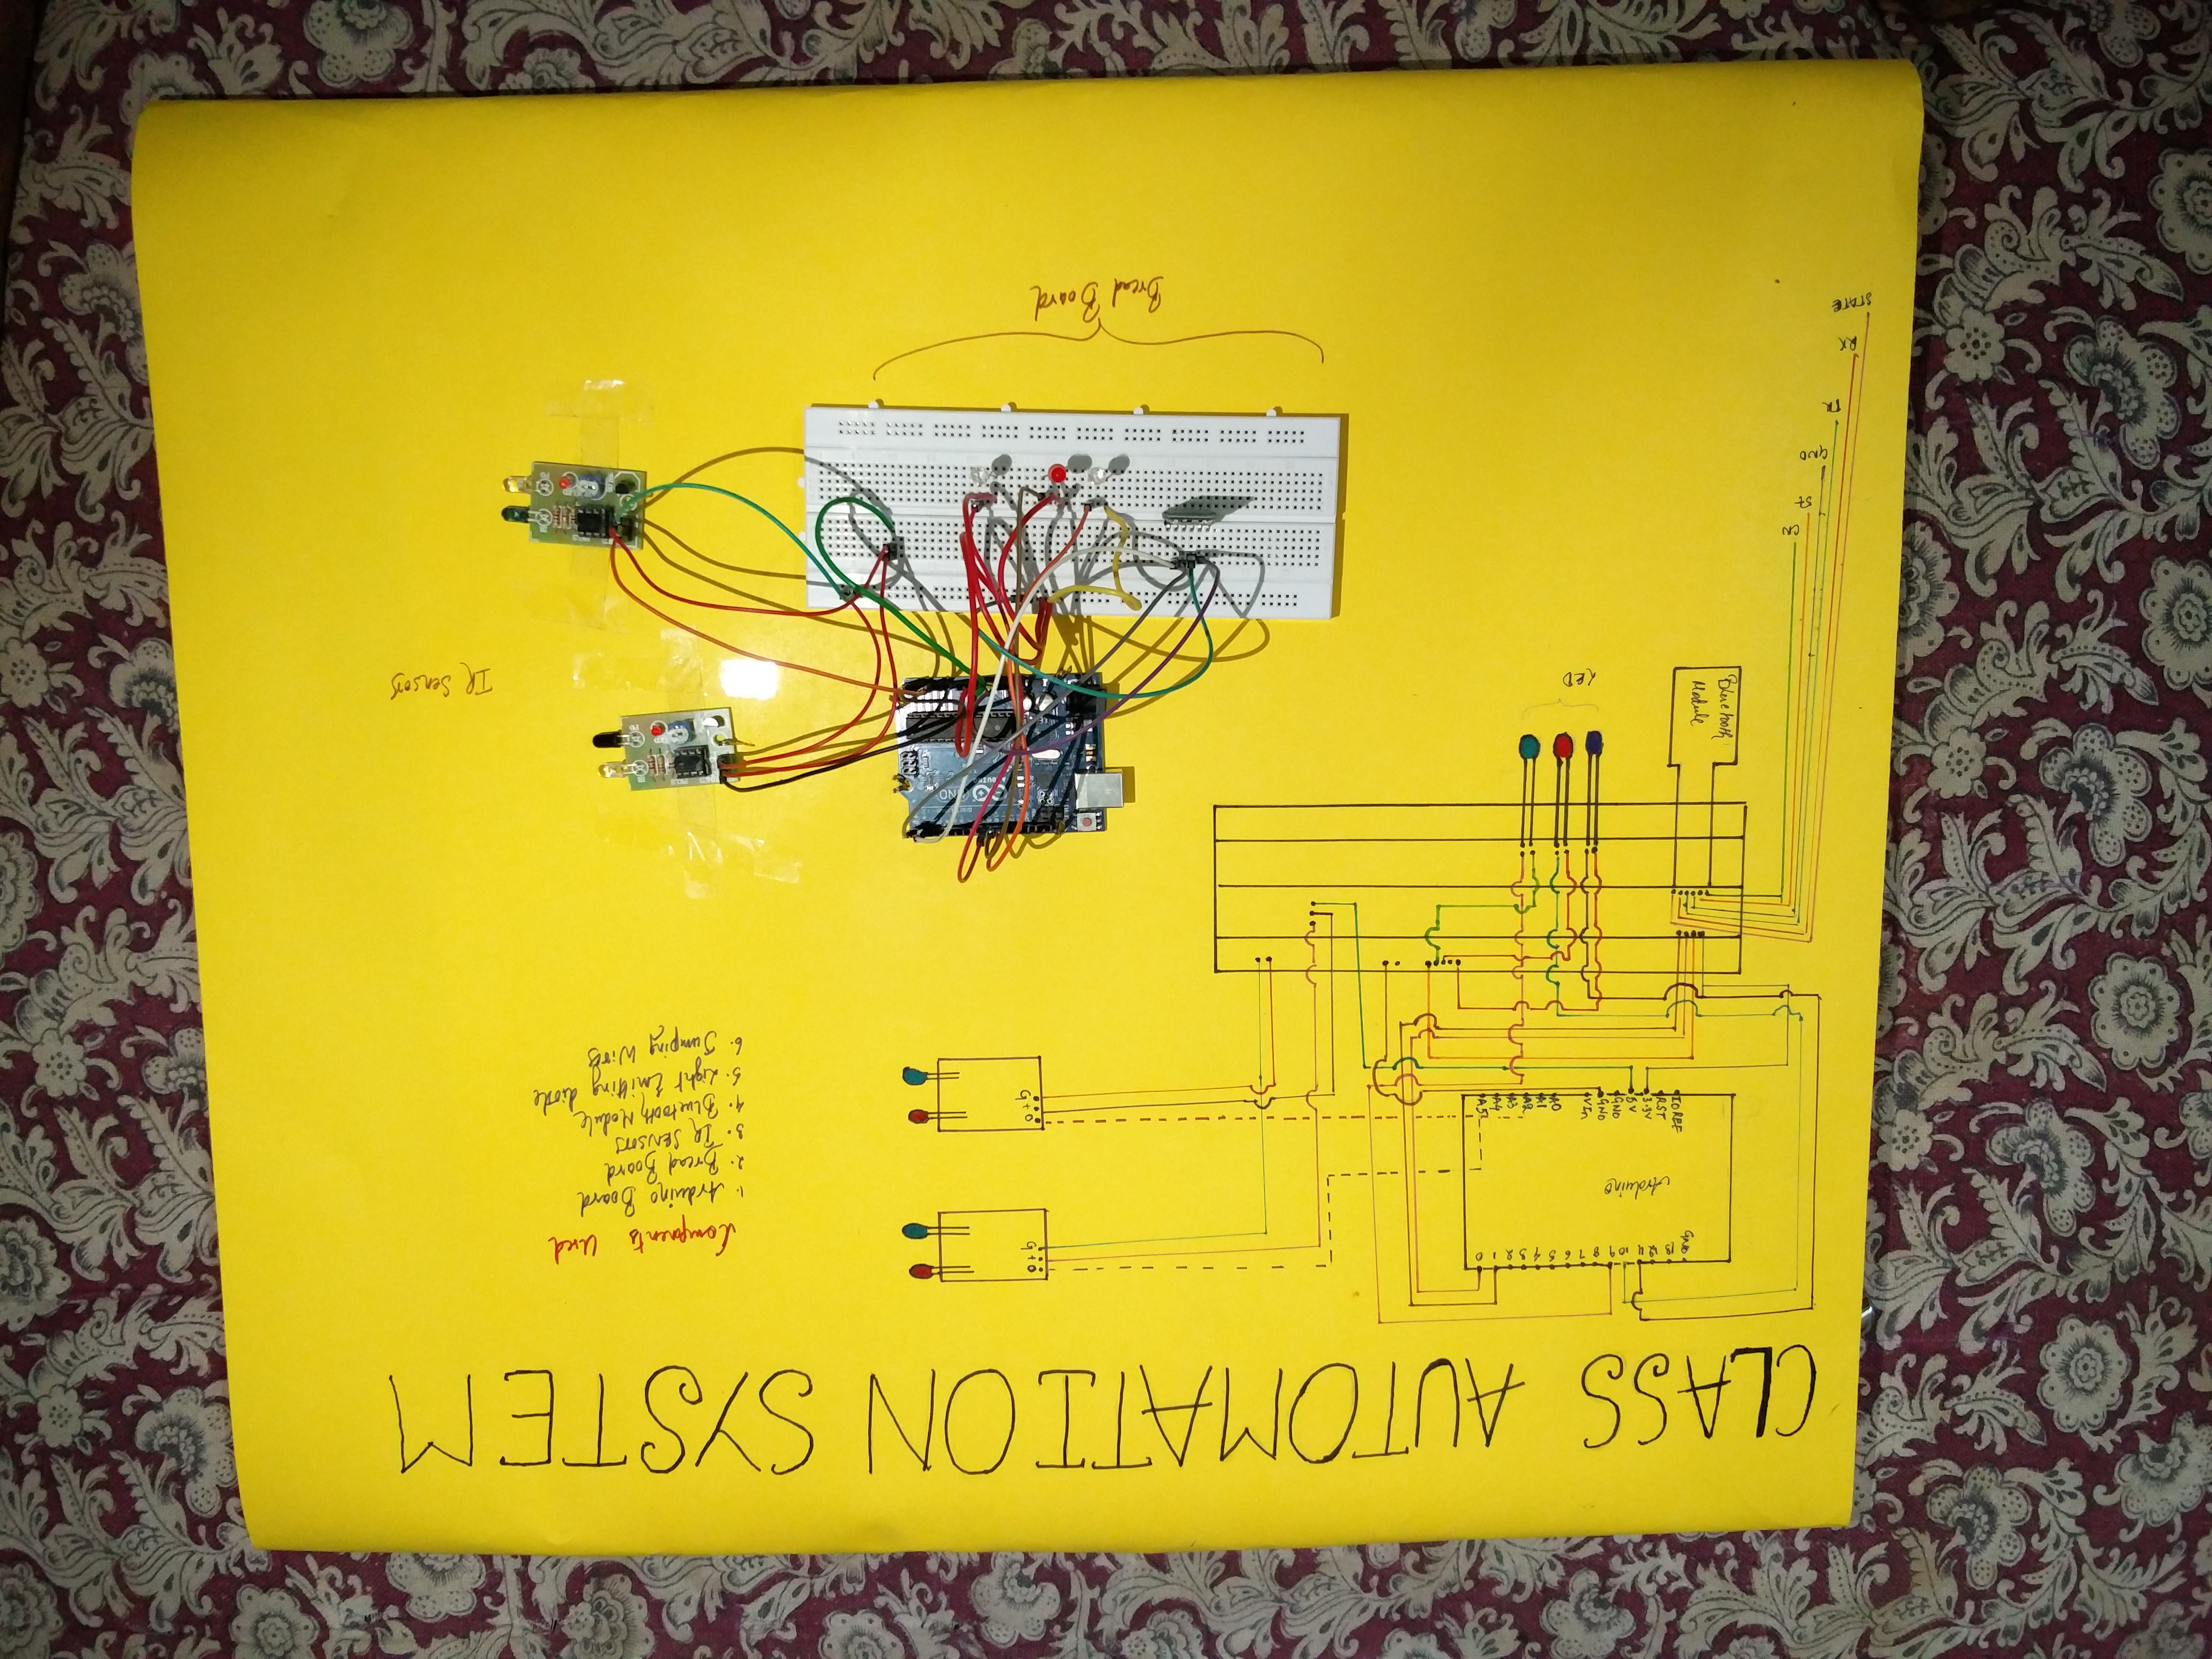 CLASS AUTOMATION SYSTEM
Components Used
1. Arduino Board
2. Bread Board
3. IR SENSORS
4. Bluetooth Module
5. Light Emitting diode
6. Jumping Wires
GND
13
12
11
10
9
8
7
6
5
4
3
2
1
0
Arduino
IOREF
RST
3.3V
5V
GND
GND
VIn
A0
A1
A2
A3
A4
A5
G + O
G + O
Bluetooth
Module
LED
IR Sensors
EN
5V
GND
TX
RX
STATE
Bread Board
UNO